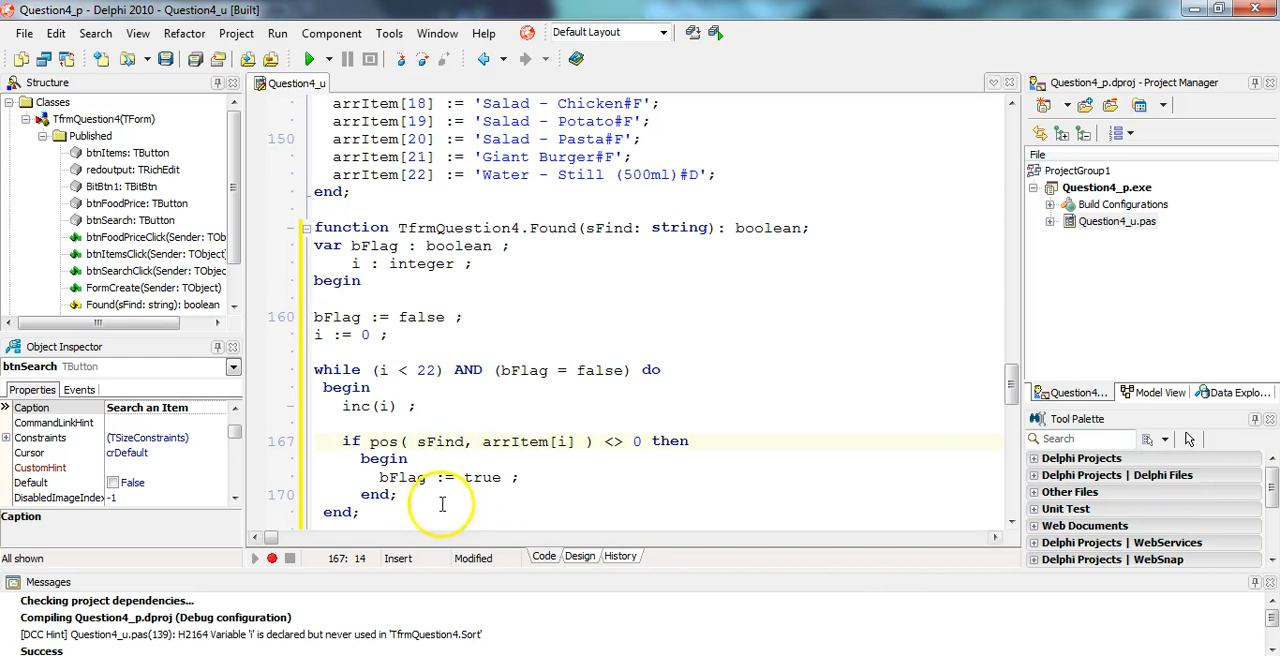 Question4_p - Delphi 2010 - Question4_u [Built]
File Edit Search View Refactor Project Run Component Tools Window Help Default Layout
Structure
Classes
TfrmQuestion4(TForm)
Published
btnItems: TButton
redoutput: TRichEdit
BitBtn1: TBitBtn
btnFoodPrice: TButton
btnSearch: TButton
btnFoodPriceClick(Sender: TOb
btnItemsClick(Sender: TObject)
btnSearchClick(Sender: TObject
FormCreate(Sender: TObject)
Found(sFind: string): boolean
Object Inspector
btnSearch TButton
Properties Events
Caption Search an Item
CommandLinkHint
Constraints (TSizeConstraints)
Cursor crDefault
CustomHint
Default False
DisabledImageIndex -1
Caption
All shown
Question4_u
arrItem[18] := 'Salad - Chicken#F';
arrItem[19] := 'Salad - Potato#F';
150 arrItem[20] := 'Salad - Pasta#F';
arrItem[21] := 'Giant Burger#F';
arrItem[22] := 'Water - Still (500ml)#D';
end;
function TfrmQuestion4.Found(sFind: string): boolean;
var bFlag : boolean ;
i : integer ;
begin
160 bFlag := false ;
i := 0 ;
while (i < 22) AND (bFlag = false) do
begin
inc(i) ;
167 if pos( sFind, arrItem[i] ) <> 0 then
begin
bFlag := true ;
170 end;
end;
167: 14 Insert Modified Code Design History
Question4_p.dproj - Project Manager
File
ProjectGroup1
Question4_p.exe
Build Configurations
Question4_u.pas
Question4... Model View Data Explo...
Tool Palette
Search
Delphi Projects
Delphi Projects | Delphi Files
Other Files
Unit Test
Web Documents
Delphi Projects | WebServices
Delphi Projects | WebSnap
Messages
Checking project dependencies...
Compiling Question4_p.dproj (Debug configuration)
[DCC Hint] Question4_u.pas(139): H2164 Variable 'i' is declared but never used in 'TfrmQuestion4.Sort'
Success